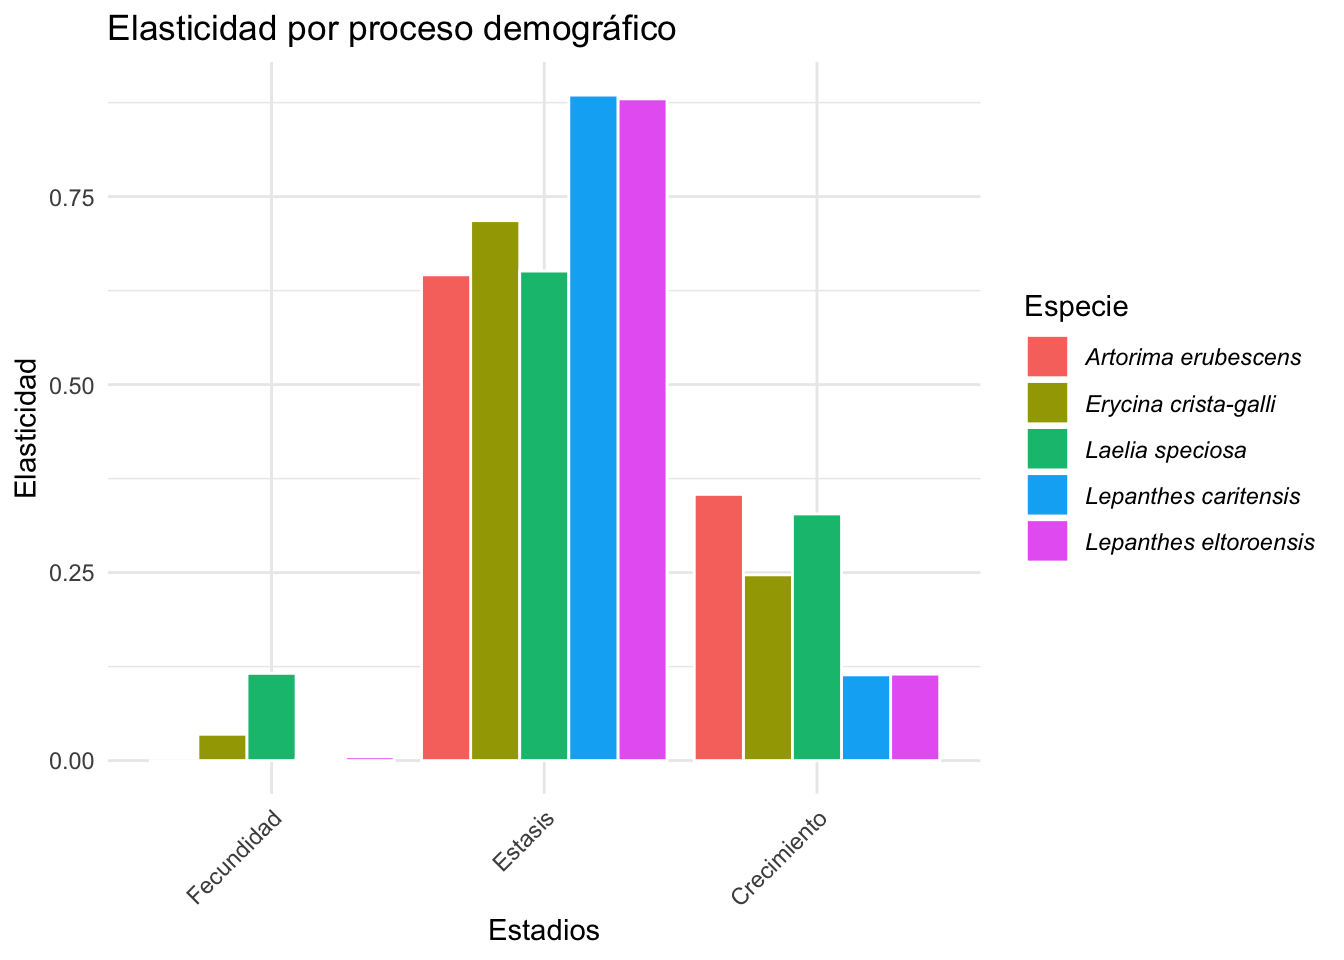 Elasticidad por proceso demográfico
Elasticidad
0.75
0.50
0.25
0.00
Fecundidad
Estasis
Crecimiento
Estadios
Especie
Artorima erubescens
Erycina crista-galli
Laelia speciosa
Lepanthes caritensis
Lepanthes eltoroensis